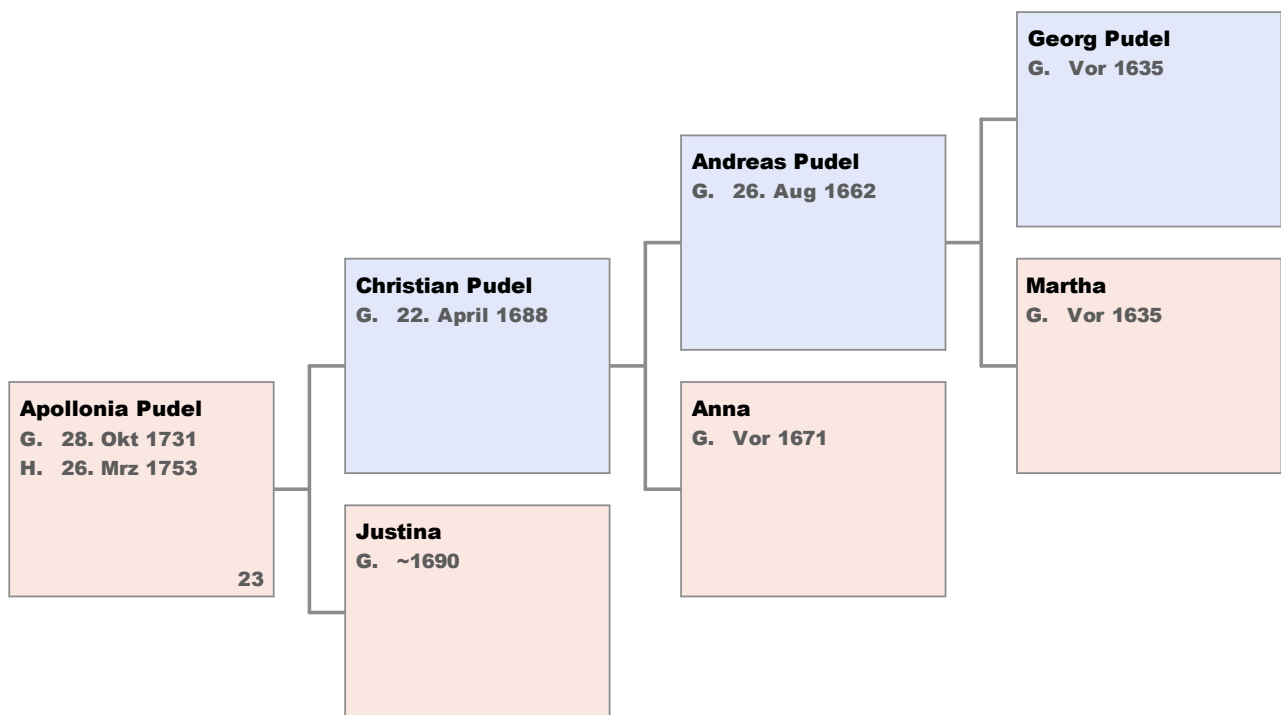 Georg Pudel
G. Vor 1635
Andreas Pudel
G. 26. Aug 1662
Christian Pudel
G. 22. April 1688
Martha
G. Vor 1635
Apollonia Pudel
G. 28. Okt 1731
H. 26. Mrz 1753
23
Anna
G. Vor 1671
Justina
G. ~1690